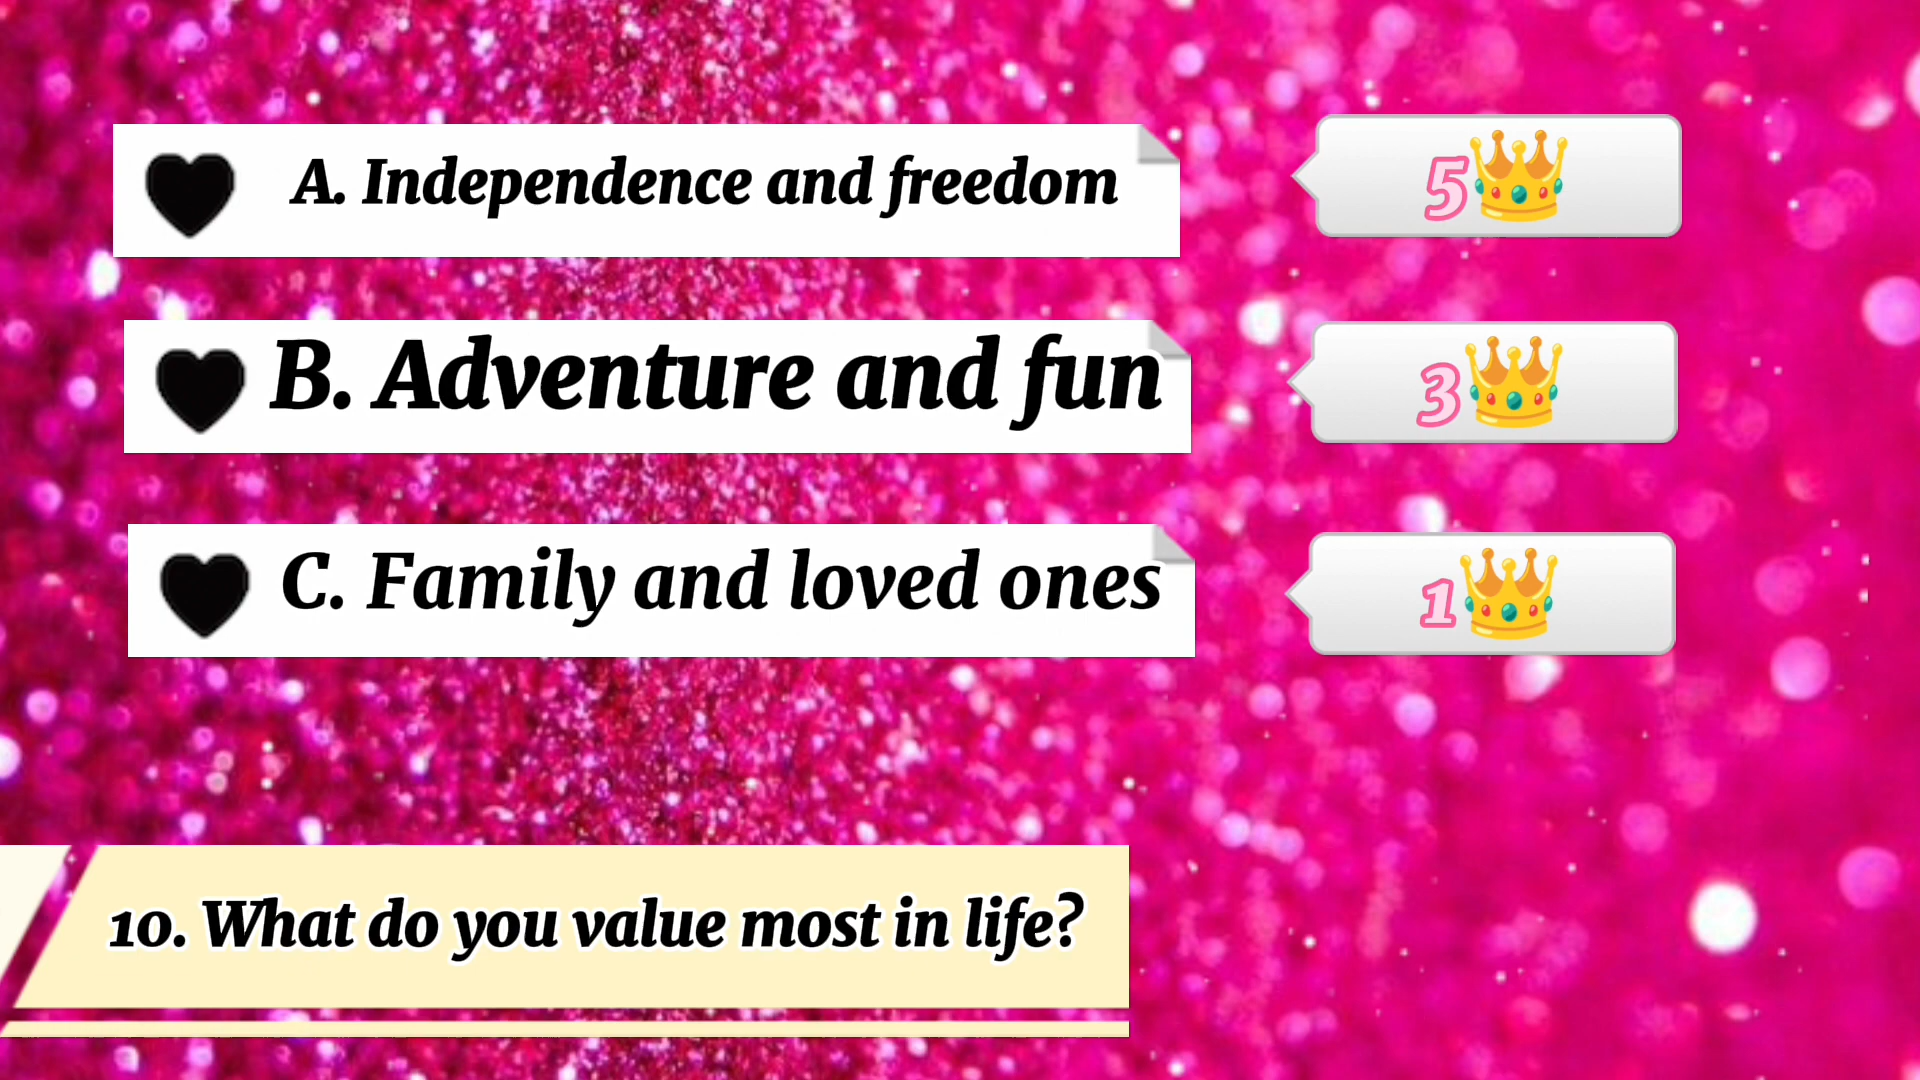 A. Independence and freedom
5
B. Adventure and fun
3
C. Family and loved ones
1
10. What do you value most in life?